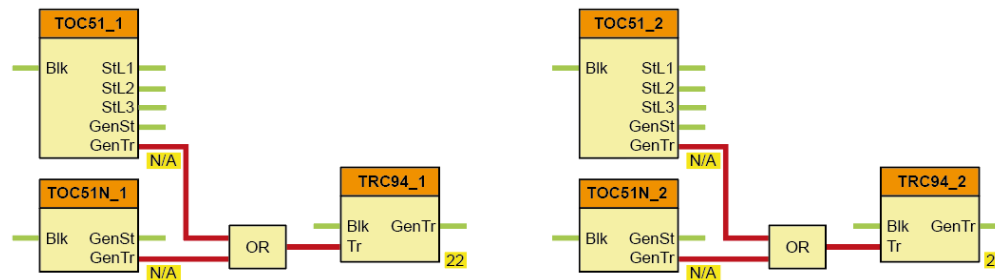 TOC51_1
Blk StL1
StL2
StL3
GenSt
GenTr
N/A
TOC51N_1
Blk GenSt
GenTr
N/A
OR
TRC94_1
Blk GenTr
Tr
22
TOC51_2
Blk StL1
StL2
StL3
GenSt
GenTr
N/A
TOC51N_2
Blk GenSt
GenTr
N/A
OR
TRC94_2
Blk GenTr
Tr